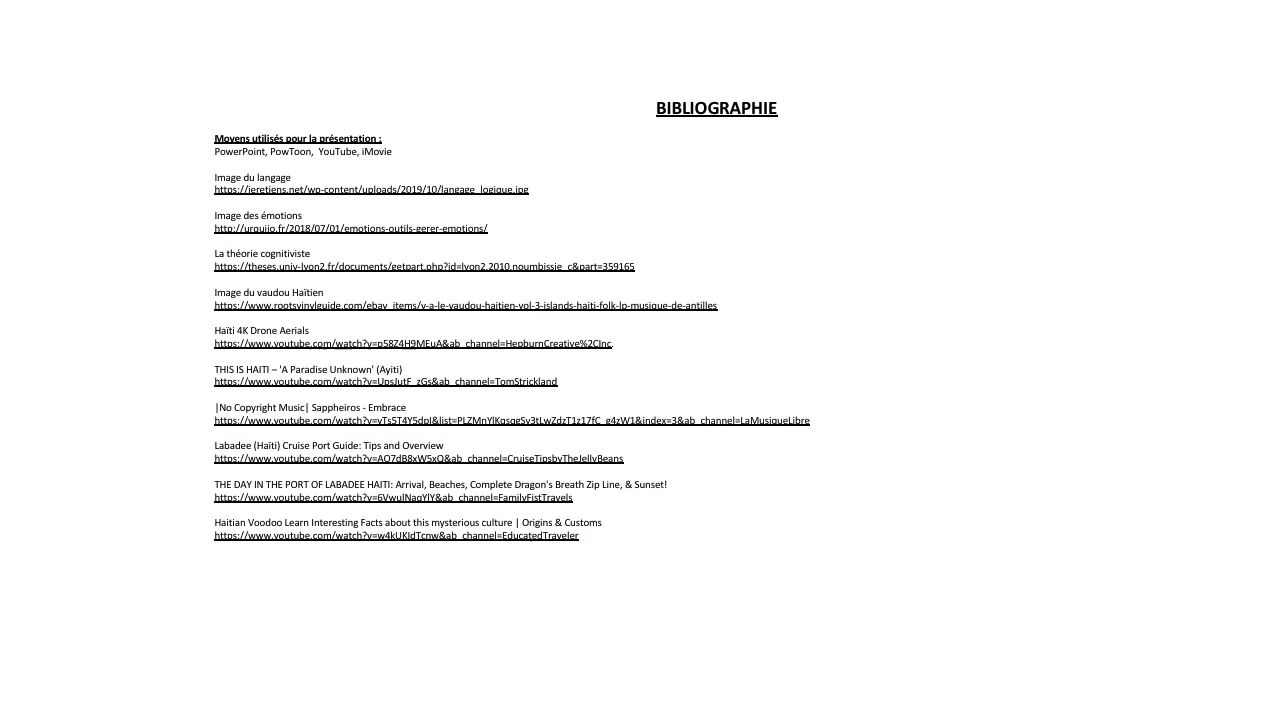 BIBLIOGRAPHIE
Moyens utilisés pour la présentation :
PowerPoint, PowToon, YouTube, iMovie
Image du langage
https://ieretiens.net/wp-content/uploads/2019/10/langage_logique.jpg
Image des émotions
http://urquijo.fr/2018/07/01/emotions-outils-gerer-emotions/
La théorie cognitiviste
https://theses.univ-lyon2.fr/documents/getpart.php?id=lyon2.2010.noumbissie_c&part=359165
Image du vaudou Haïtien
https://www.rootsvinylguide.com/ebay_items/v-a-le-vaudou-haitien-vol-3-islands-haiti-folk-lp-musique-de-antilles
Haïti 4K Drone Aerials
https://www.youtube.com/watch?v=p58Z4H9MEuA&ab_channel=HepburnCreative%2CInc.
THIS IS HAITI – 'A Paradise Unknown' (Ayiti)
https://www.youtube.com/watch?v=UpsJutF_zGs&ab_channel=TomStrickland
|No Copyright Music| Sappheiros - Embrace
https://www.youtube.com/watch?v=vTs5T4Y5dpI&list=PLZMnYlKqsqgSy3tLwZdzT1z17fC_g4zW1&index=3&ab_channel=LaMusiqueLibre
Labadee (Haïti) Cruise Port Guide: Tips and Overview
https://www.youtube.com/watch?v=AO7dB8xW5xQ&ab_channel=CruiseTipsbyTheJellyBeans
THE DAY IN THE PORT OF LABADEE HAITI: Arrival, Beaches, Complete Dragon's Breath Zip Line, & Sunset!
https://www.youtube.com/watch?v=6VwulNaqYlY&ab_channel=FamilyFistTravels
Haitian Voodoo Learn Interesting Facts about this mysterious culture | Origins & Customs
https://www.youtube.com/watch?v=w4kUKIdTcnw&ab_channel=EducatedTraveler